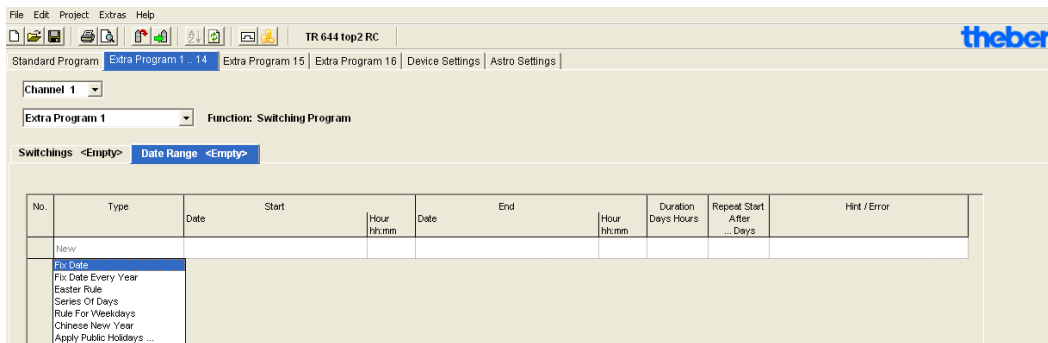 File Edit Project Extras Help
TR 644 top2 RC
theben
Standard Program Extra Program 1 .. 14 Extra Program 15 Extra Program 16 Device Settings Astro Settings
Channel 1
Extra Program 1 Function: Switching Program
Switchings <Empty> Date Range <Empty>
No. Type Start End Duration Repeat Start Hint / Error
Date Hour Date Hour Days Hours After
hh:mm hh:mm ... Days
New
Fix Date
Fix Date Every Year
Easter Rule
Series Of Days
Rule For Weekdays
Chinese New Year
Apply Public Holidays ...